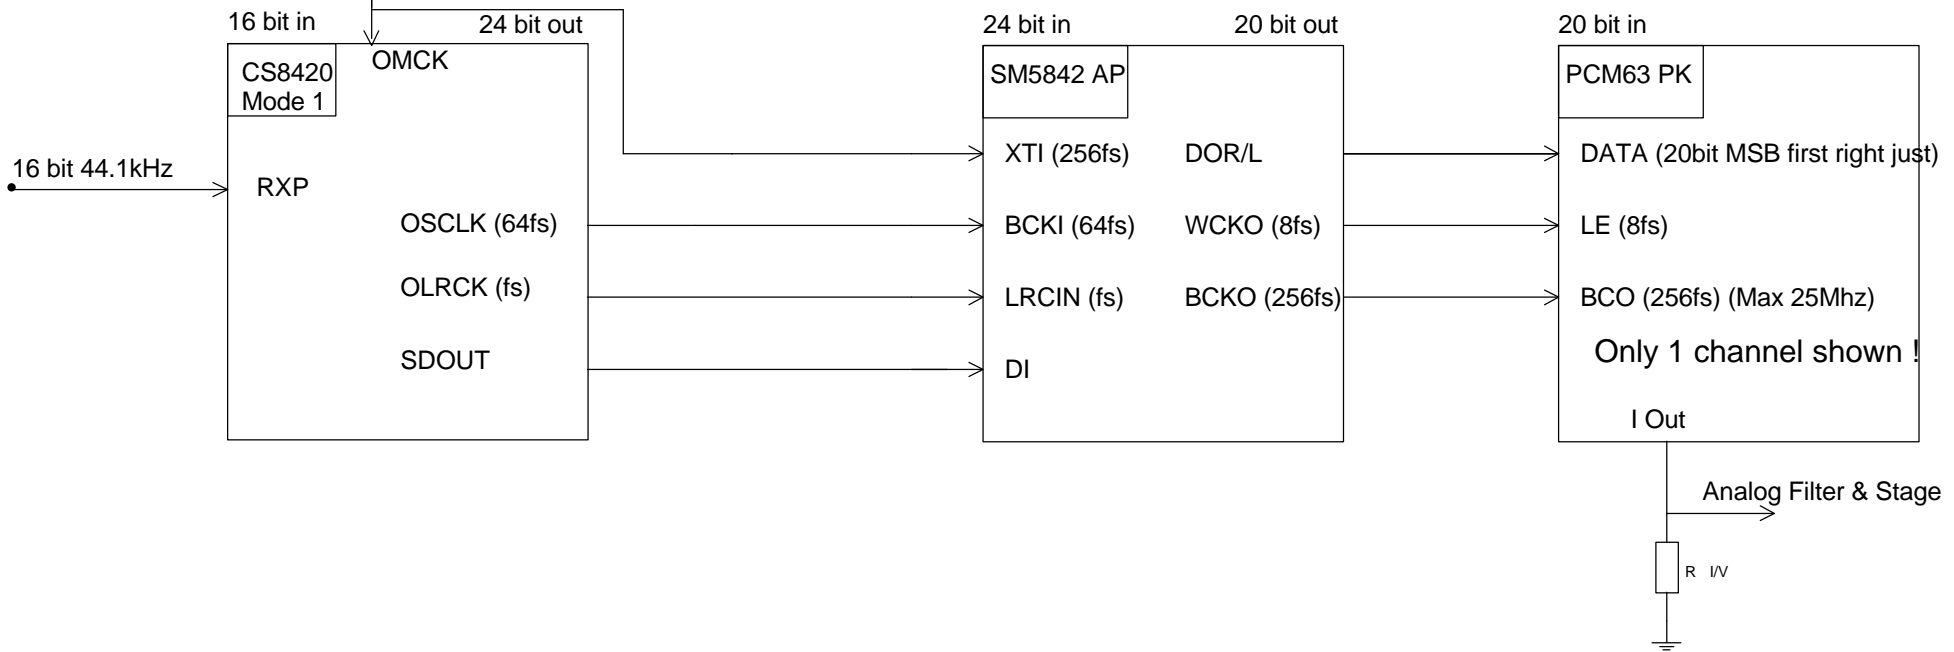 16 bit in
24 bit out
24 bit in
20 bit out
20 bit in
CS8420
Mode 1
OMCK
SM5842 AP
PCM63 PK
16 bit 44.1kHz
RXP
OSCLK (64fs)
OLRCK (fs)
SDOUT
XTI (256fs)
DOR/L
BCKI (64fs)
WCKO (8fs)
LRCIN (fs)
BCKO (256fs)
DI
DATA (20bit MSB first right just)
LE (8fs)
BCO (256fs) (Max 25Mhz)
Only 1 channel shown !
I Out
Analog Filter & Stage
R I/V